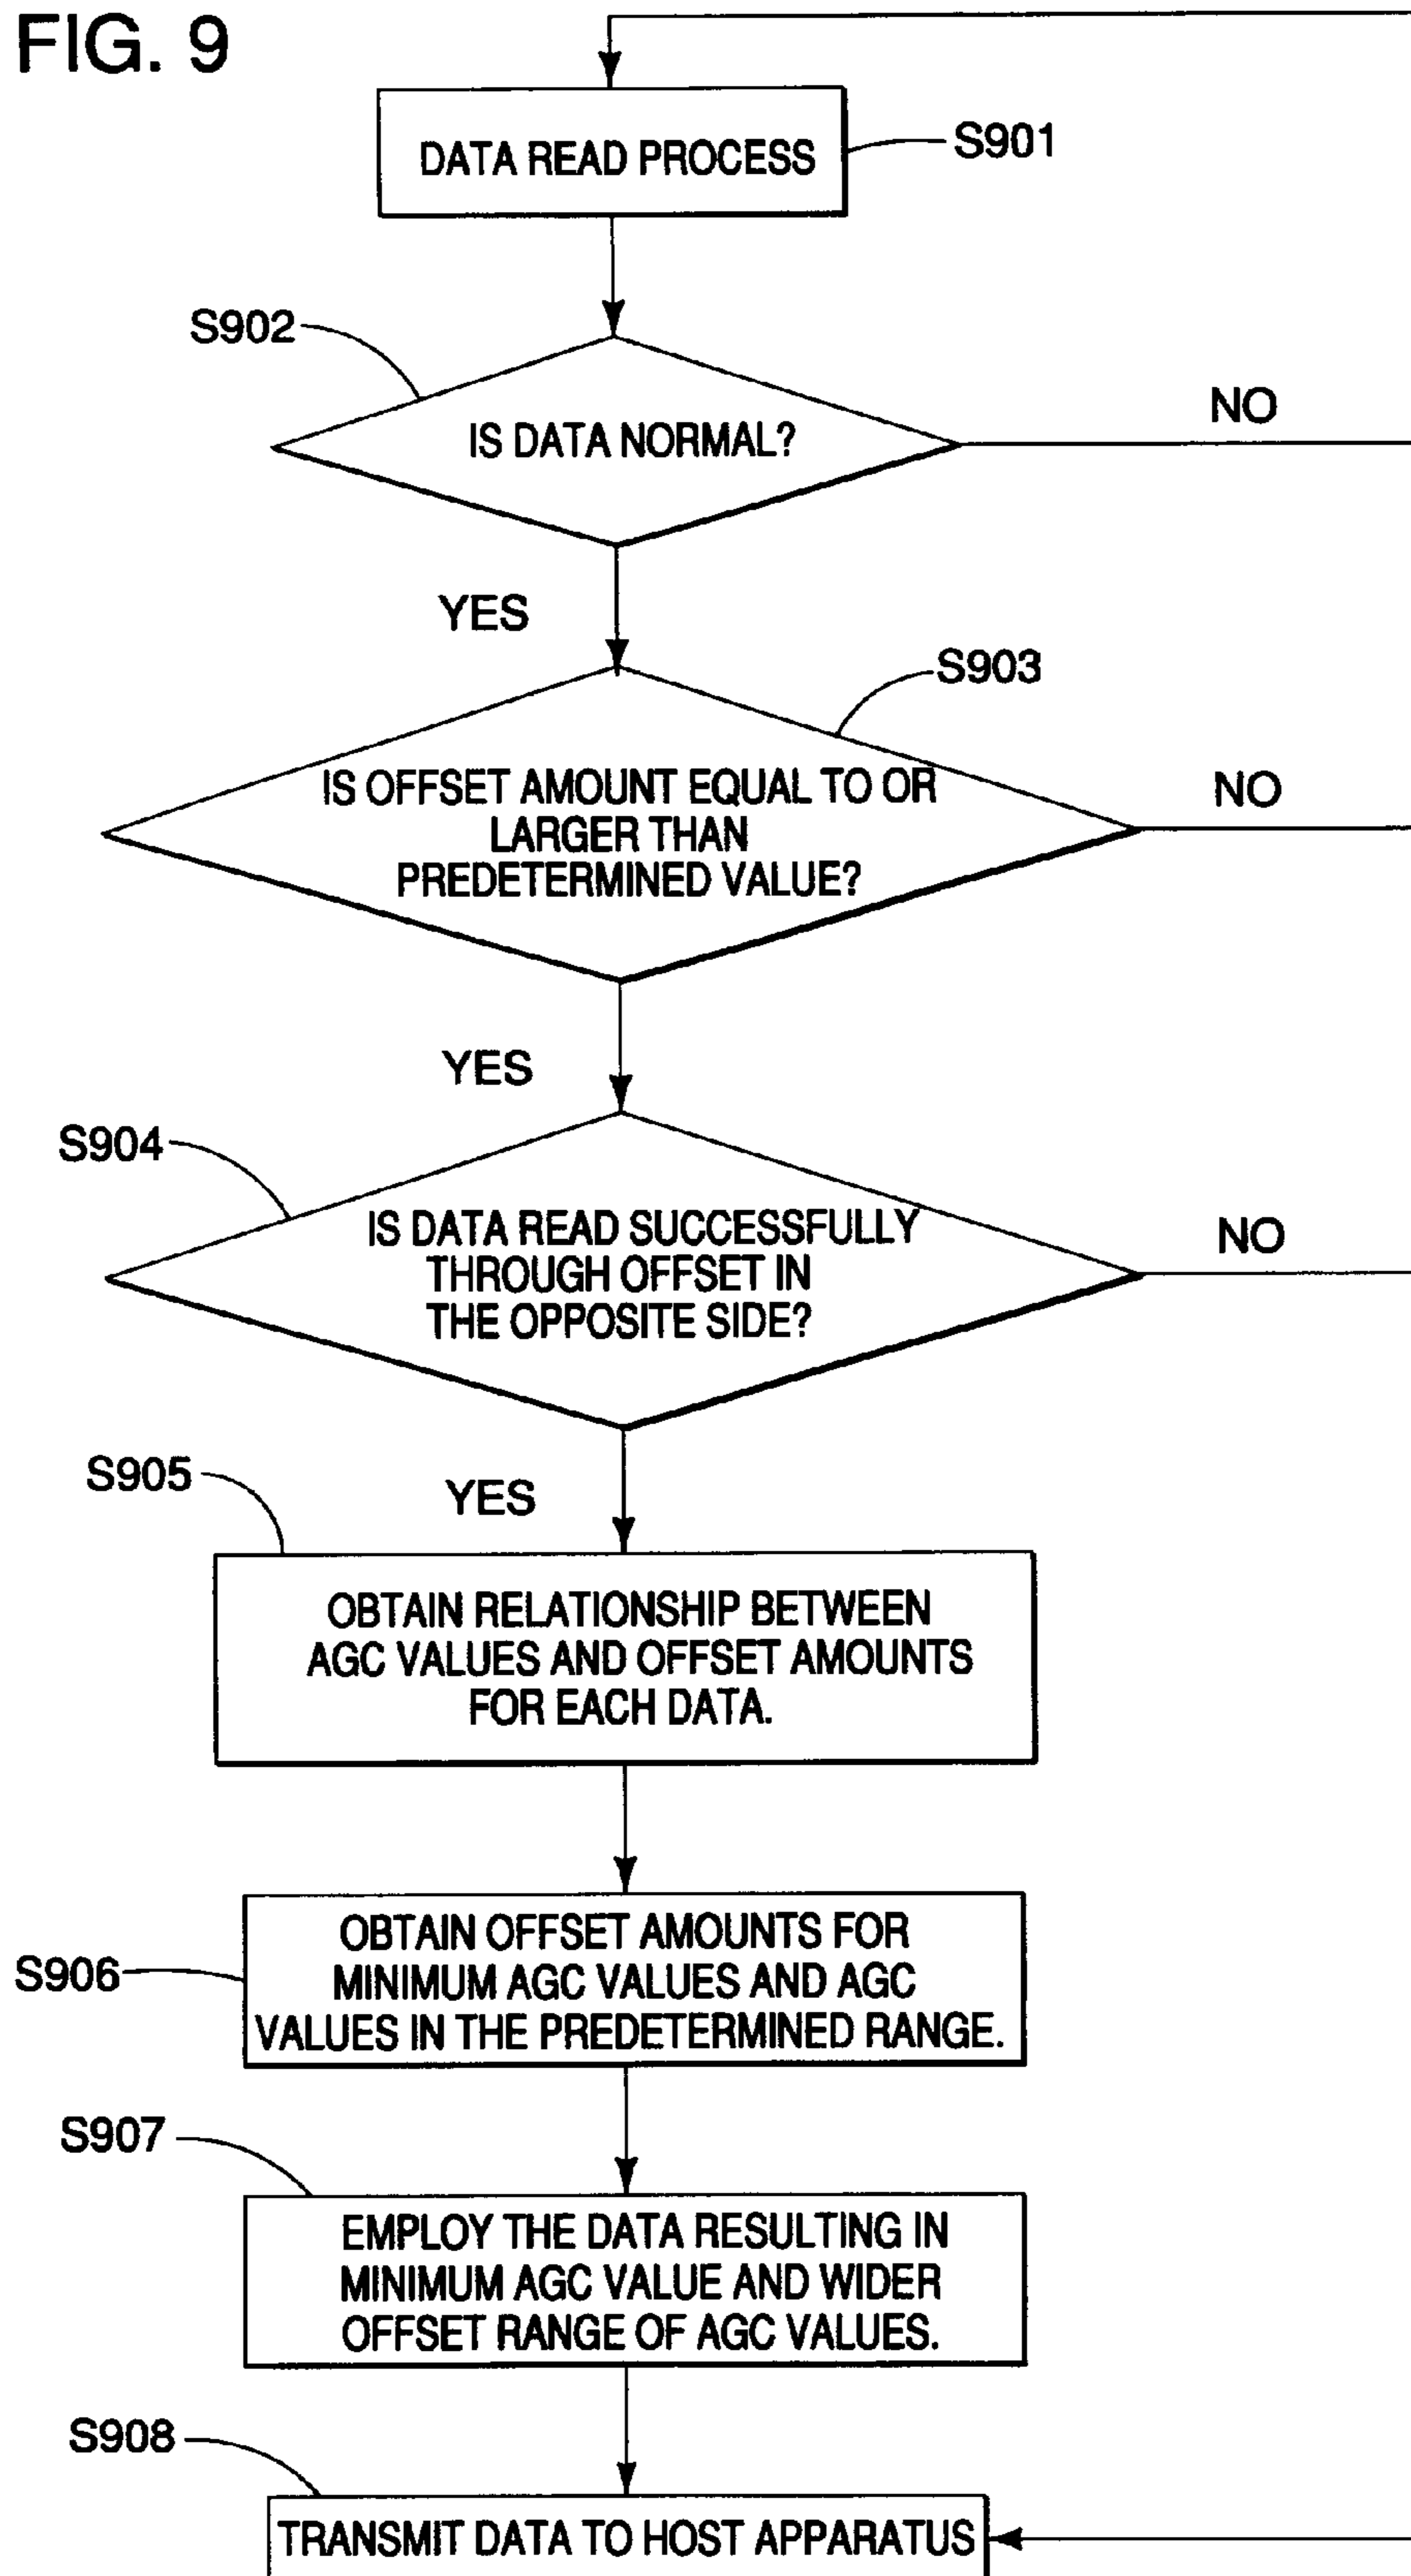 FIG. 9
DATA READ PROCESS
S901
S902
IS DATA NORMAL?
NO
YES
S903
IS OFFSET AMOUNT EQUAL TO OR
LARGER THAN
PREDETERMINED VALUE?
NO
YES
S904
IS DATA READ SUCCESSFULLY
THROUGH OFFSET IN
THE OPPOSITE SIDE?
NO
YES
S905
OBTAIN RELATIONSHIP BETWEEN
AGC VALUES AND OFFSET AMOUNTS
FOR EACH DATA.
S906
OBTAIN OFFSET AMOUNTS FOR
MINIMUM AGC VALUES AND AGC
VALUES IN THE PREDETERMINED RANGE.
S907
EMPLOY THE DATA RESULTING IN
MINIMUM AGC VALUE AND WIDER
OFFSET RANGE OF AGC VALUES.
S908
TRANSMIT DATA TO HOST APPARATUS